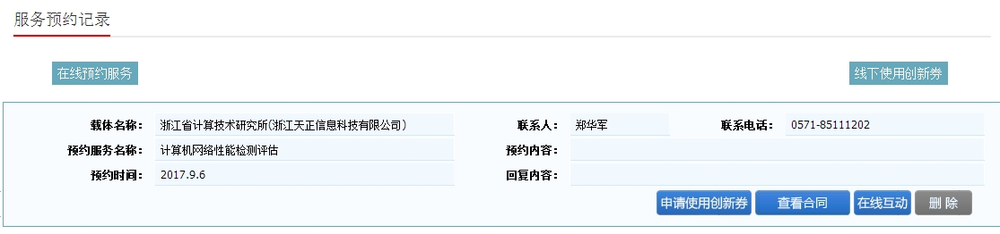 服务预约记录
在线预约服务 线下使用创新券
载体名称： 浙江省计算技术研究所(浙江天正信息科技有限公司) 联系人： 郑华军 联系电话： 0571-85111202
预约服务名称： 计算机网络性能检测评估 预约内容：
预约时间： 2017.9.6 回复内容：
申请使用创新券 查看合同 在线互动 删 除